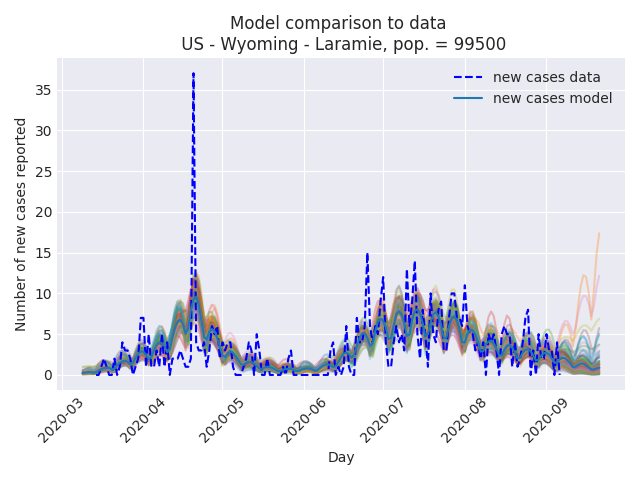 Model comparison to data
US - Wyoming - Laramie, pop. = 99500
new cases data
new cases model
Number of new cases reported
35
30
25
20
15
10
5
0
2020-03
2020-04
2020-05
2020-06
2020-07
2020-08
2020-09
Day